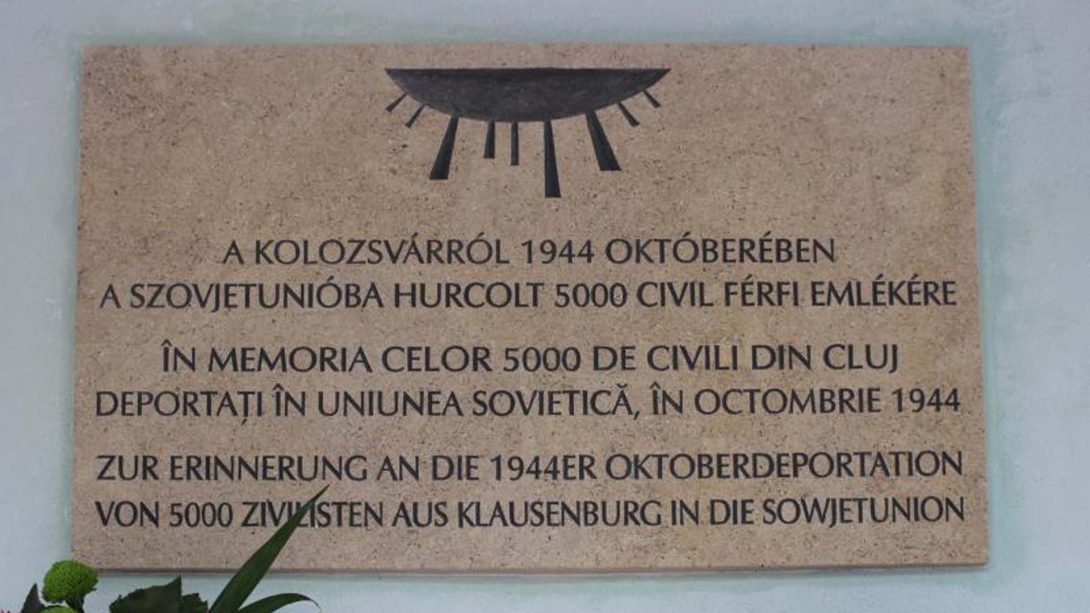 A KOLOZSVÁRRÓL 1944 OKTÓBERÉBEN
A SZOVJETUNIÓBA HURCOLT 5000 CIVIL FÉRFI EMLÉKÉRE
ÎN MEMORIA CELOR 5000 DE CIVILI DIN CLUJ
DEPORTAȚI ÎN UNIUNEA SOVIETICĂ, ÎN OCTOMBRIE 1944
ZUR ERINNERUNG AN DIE 1944ER OKTOBERDEPORTATION
VON 5000 ZIVILISTEN AUS KLAUSENBURG IN DIE SOWJETUNION